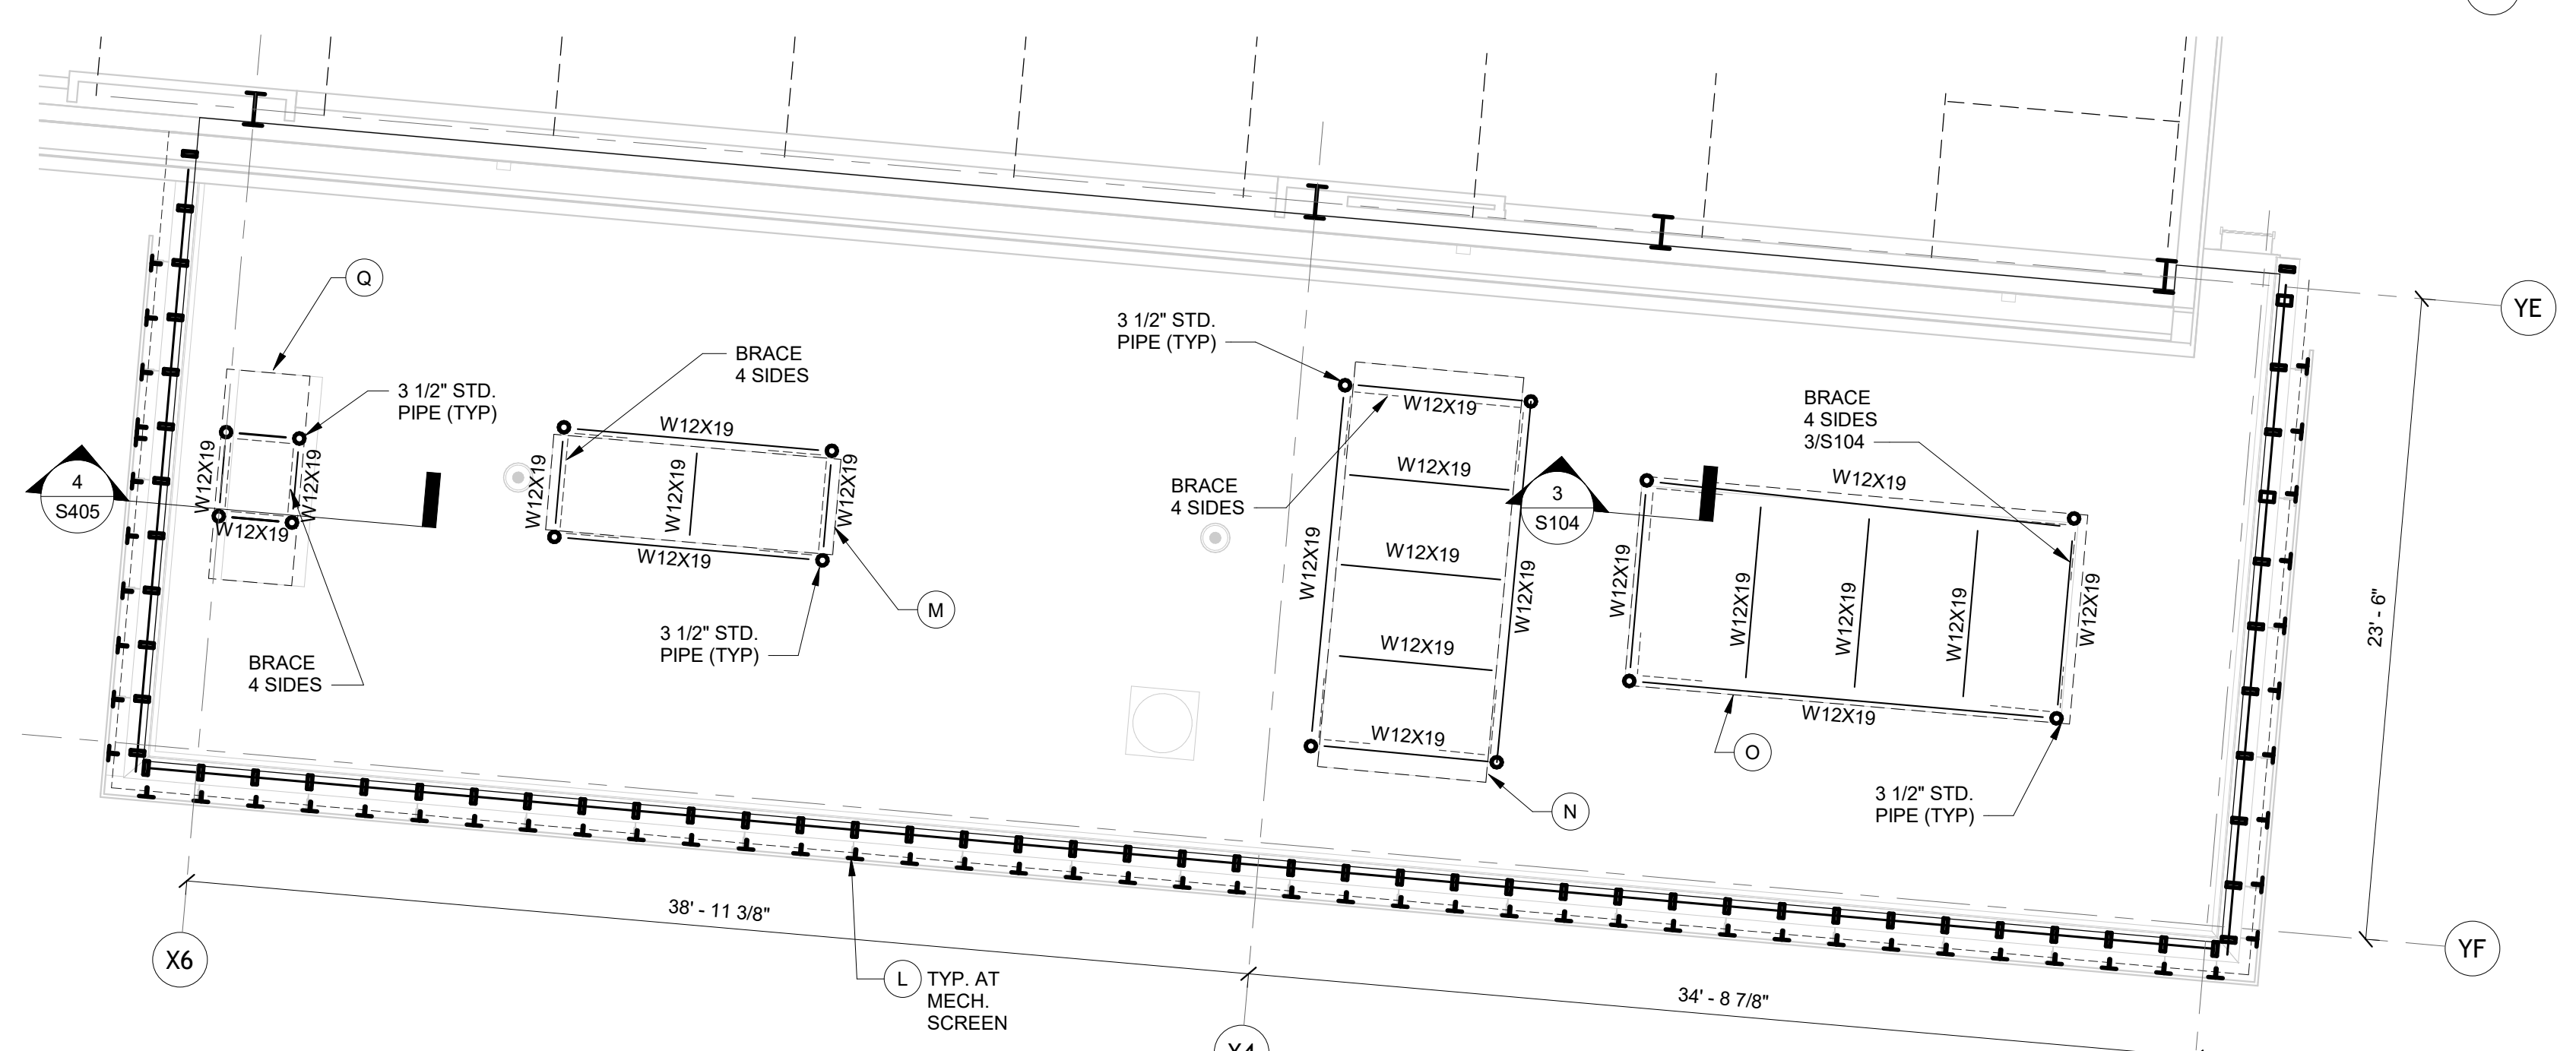 Q
BRACE
4 SIDES
3 1/2" STD.
PIPE (TYP)
3 1/2" STD.
PIPE (TYP)
BRACE
4 SIDES
3/S104
YE
W12X19
W12X19
W12X19
4
S405
BRACE
4 SIDES
W12X19
W12X19
W12X19
W12X19
W12X19
M
3 1/2" STD.
PIPE (TYP)
BRACE
4 SIDES
W12X19
W12X19
W12X19
W12X19
W12X19
W12X19
W12X19
N
3
S104
W12X19
W12X19
W12X19
W12X19
W12X19
W12X19
W12X19
O
3 1/2" STD.
PIPE (TYP)
23' - 6"
YF
X6
38' - 11 3/8"
L
TYP. AT
MECH.
SCREEN
34' - 8 7/8"
X4